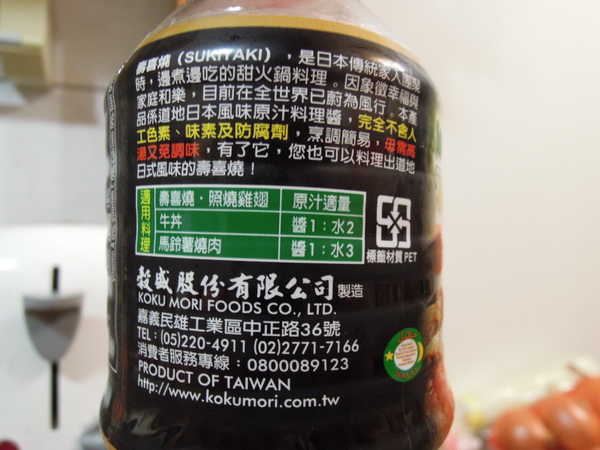 壽喜燒(SUKIYAKI),是日本傳統家人團聚
時,邊煮邊吃的甜火鍋料理。因象徵幸福與
家庭和樂,目前在全世界已蔚為風行。本產
品係道地日本風味原汁料理醬,完全不含人
工色素、味素及防腐劑,烹調簡易,毋需高
湯又免調味,有了它,您也可以料理出道地
日式風味的壽喜燒!
適用料理
壽喜燒・照燒雞翅 原汁適量
牛丼 醬1:水2
馬鈴薯燒肉 醬1:水3
標籤材質 PET
穀盛股份有限公司製造
KOKU MORI FOODS CO., LTD.
嘉義民雄工業區中正路36號
TEL:(05)220-4911 (02)2771-7166
消費者服務專線:0800089123
PRODUCT OF TAIWAN
http://www.kokumori.com.tw